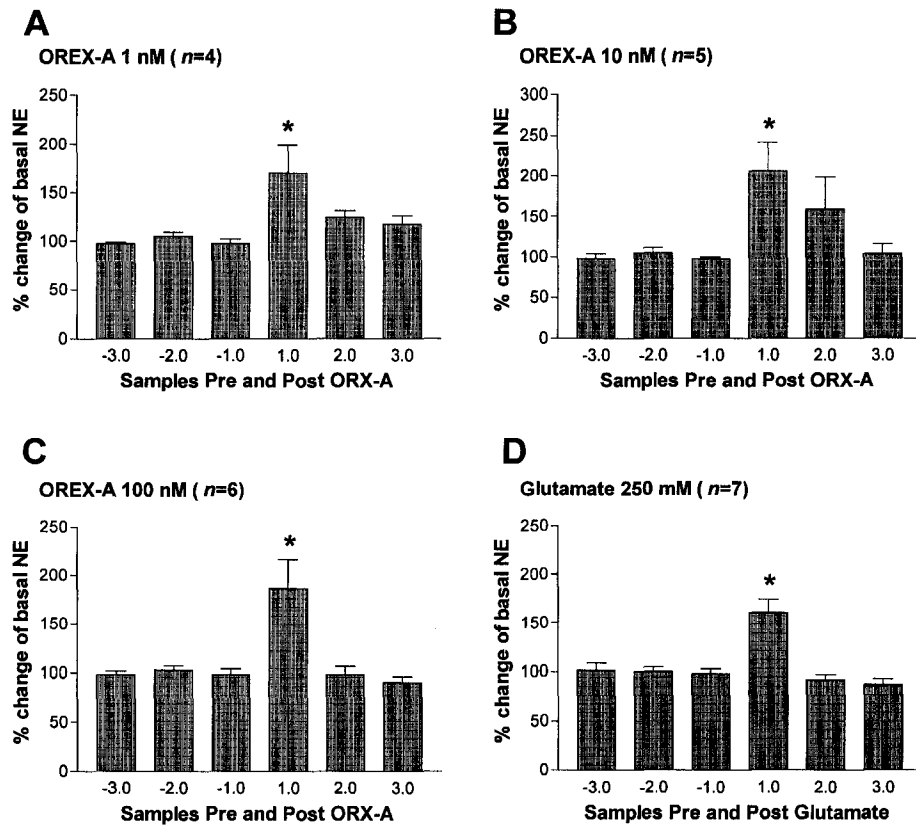 A
OREX-A 1 nM ( n=4)
% change of basal NE
250
200
150
100
50
0
*
-3.0 -2.0 -1.0 1.0 2.0 3.0
Samples Pre and Post ORX-A
B
OREX-A 10 nM ( n=5)
% change of basal NE
300
250
200
150
100
50
0
*
-3.0 -2.0 -1.0 1.0 2.0 3.0
Samples Pre and Post ORX-A
C
OREX-A 100 nM ( n=6)
% change of basal NE
250
200
150
100
50
0
*
-3.0 -2.0 -1.0 1.0 2.0 3.0
Samples Pre and Post ORX-A
D
Glutamate 250 mM ( n=7)
% change of basal NE
250
200
150
100
50
0
*
-3.0 -2.0 -1.0 1.0 2.0 3.0
Samples Pre and Post Glutamate